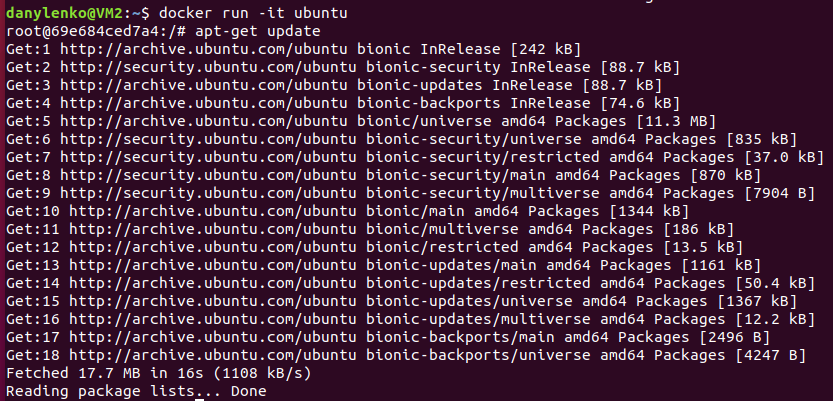 danylenko@VM2:~$ docker run -it ubuntu
root@69e684ced7a4:/# apt-get update
Get:1 http://archive.ubuntu.com/ubuntu bionic InRelease [242 kB]
Get:2 http://security.ubuntu.com/ubuntu bionic-security InRelease [88.7 kB]
Get:3 http://archive.ubuntu.com/ubuntu bionic-updates InRelease [88.7 kB]
Get:4 http://archive.ubuntu.com/ubuntu bionic-backports InRelease [74.6 kB]
Get:5 http://archive.ubuntu.com/ubuntu bionic/universe amd64 Packages [11.3 MB]
Get:6 http://security.ubuntu.com/ubuntu bionic-security/universe amd64 Packages [835 kB]
Get:7 http://security.ubuntu.com/ubuntu bionic-security/restricted amd64 Packages [37.0 kB]
Get:8 http://security.ubuntu.com/ubuntu bionic-security/main amd64 Packages [870 kB]
Get:9 http://security.ubuntu.com/ubuntu bionic-security/multiverse amd64 Packages [7904 B]
Get:10 http://archive.ubuntu.com/ubuntu bionic/main amd64 Packages [1344 kB]
Get:11 http://archive.ubuntu.com/ubuntu bionic/multiverse amd64 Packages [186 kB]
Get:12 http://archive.ubuntu.com/ubuntu bionic/restricted amd64 Packages [13.5 kB]
Get:13 http://archive.ubuntu.com/ubuntu bionic-updates/main amd64 Packages [1161 kB]
Get:14 http://archive.ubuntu.com/ubuntu bionic-updates/restricted amd64 Packages [50.4 kB]
Get:15 http://archive.ubuntu.com/ubuntu bionic-updates/universe amd64 Packages [1367 kB]
Get:16 http://archive.ubuntu.com/ubuntu bionic-updates/multiverse amd64 Packages [12.2 kB]
Get:17 http://archive.ubuntu.com/ubuntu bionic-backports/main amd64 Packages [2496 B]
Get:18 http://archive.ubuntu.com/ubuntu bionic-backports/universe amd64 Packages [4247 B]
Fetched 17.7 MB in 16s (1108 kB/s)
Reading package lists... Done